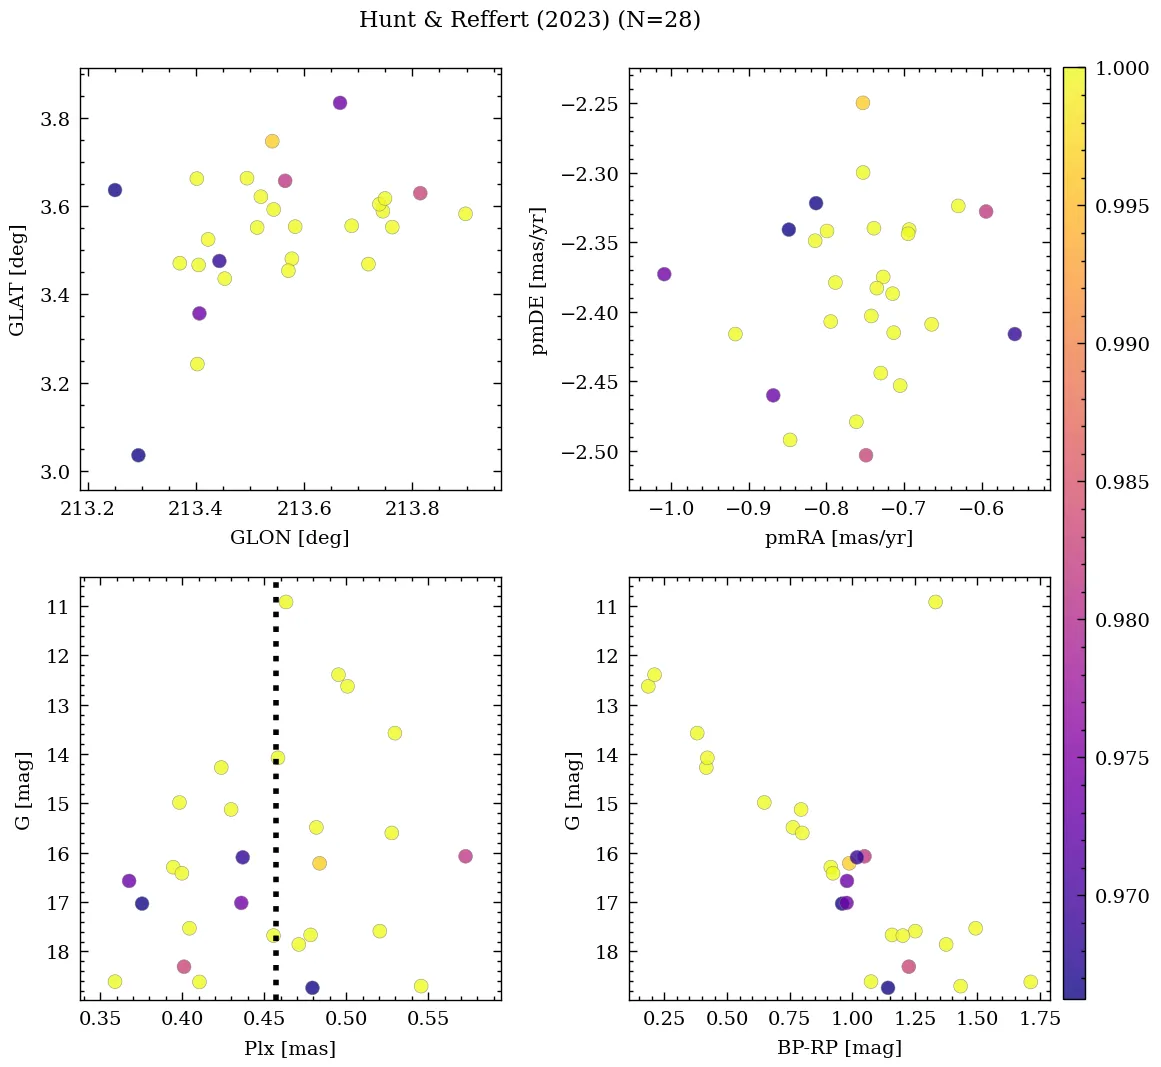 Hunt & Reffert (2023) (N=28)
3.8
3.6
3.4
3.2
3.0
GLAT [deg]
213.2 213.4 213.6 213.8
GLON [deg]
−2.25
−2.30
−2.35
−2.40
−2.45
−2.50
pmDE [mas/yr]
−1.0 −0.9 −0.8 −0.7 −0.6
pmRA [mas/yr]
1.000
0.995
0.990
0.985
0.980
0.975
0.970
11
12
13
14
15
16
17
18
G [mag]
0.35 0.40 0.45 0.50 0.55
Plx [mas]
11
12
13
14
15
16
17
18
G [mag]
0.25 0.50 0.75 1.00 1.25 1.50 1.75
BP-RP [mag]